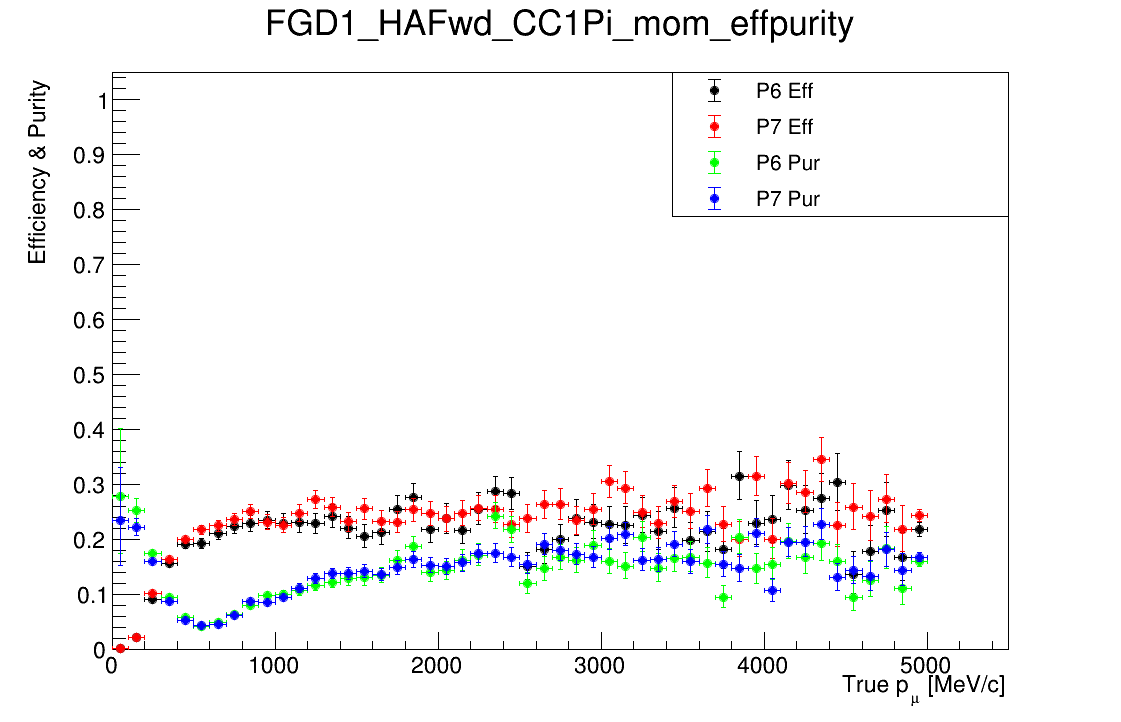 FGD1_HAFwd_CC1Pi_mom_effpurity
Efficiency & Purity
1
0.9
0.8
0.7
0.6
0.5
0.4
0.3
0.2
0.1
0
P6 Eff
P7 Eff
P6 Pur
P7 Pur
0 1000 2000 3000 4000 5000
True pμ [MeV/c]